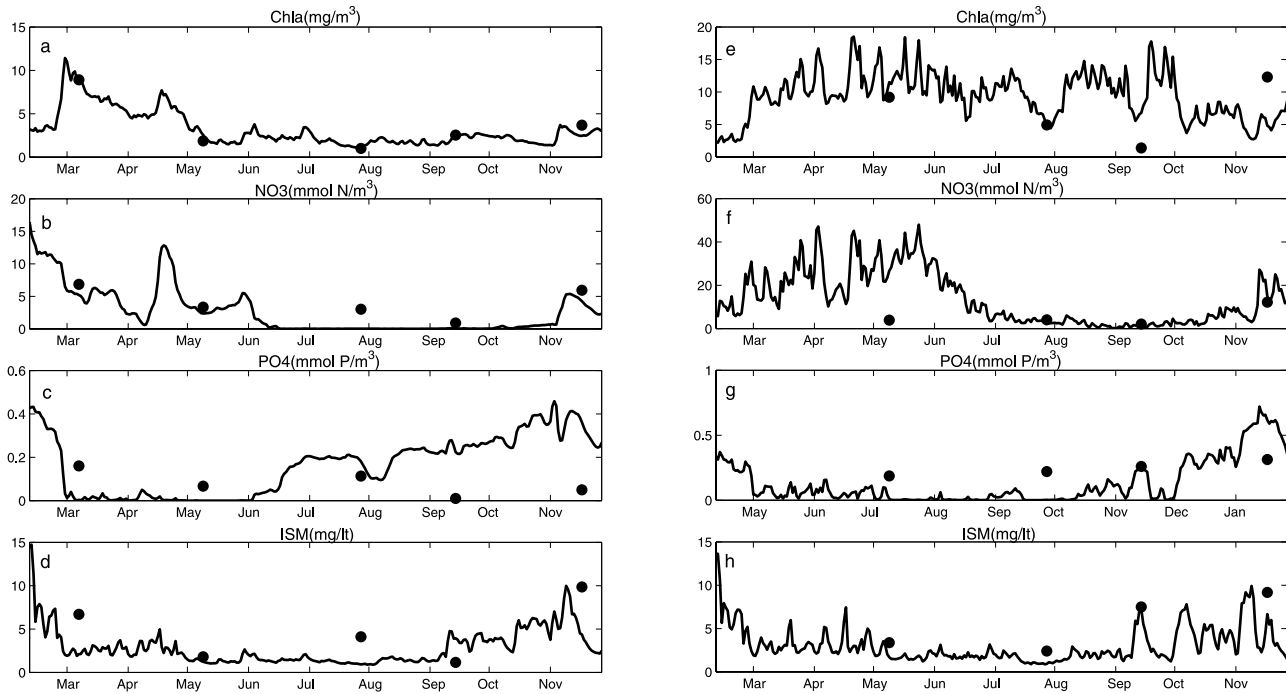 Chla(mg/m³)
a
15
10
5
0
Mar Apr May Jun Jul Aug Sep Oct Nov
NO3(mmol N/m³)
b
20
15
10
5
0
Mar Apr May Jun Jul Aug Sep Oct Nov
PO4(mmol P/m³)
c
0.6
0.4
0.2
0
Mar Apr May Jun Jul Aug Sep Oct Nov
ISM(mg/lt)
d
15
10
5
0
Mar Apr May Jun Jul Aug Sep Oct Nov
Chla(mg/m³)
e
20
15
10
5
0
Mar Apr May Jun Jul Aug Sep Oct Nov
NO3(mmol N/m³)
f
60
40
20
0
Mar Apr May Jun Jul Aug Sep Oct Nov
PO4(mmol P/m³)
g
1
0.5
0
May Jun Jul Aug Sep Oct Nov Dec Jan
ISM(mg/lt)
h
15
10
5
0
Mar Apr May Jun Jul Aug Sep Oct Nov